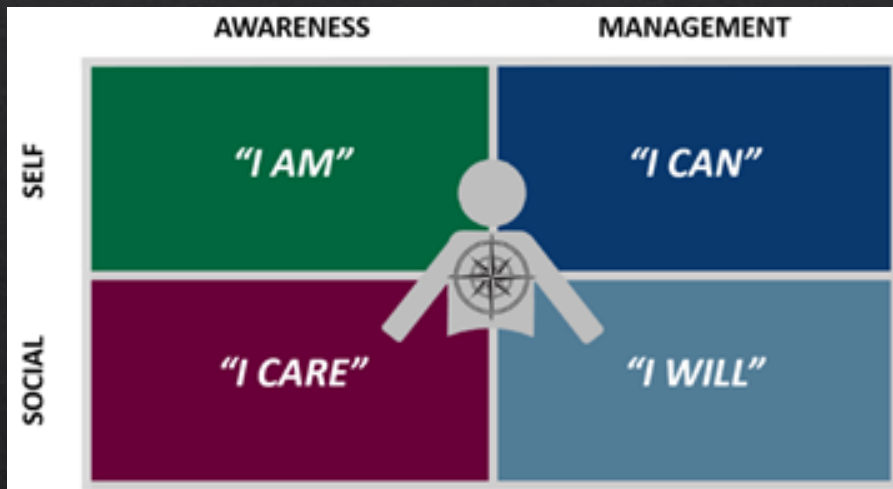 AWARENESS MANAGEMENT
SELF
“I AM” “I CAN”
SOCIAL
“I CARE” “I WILL”